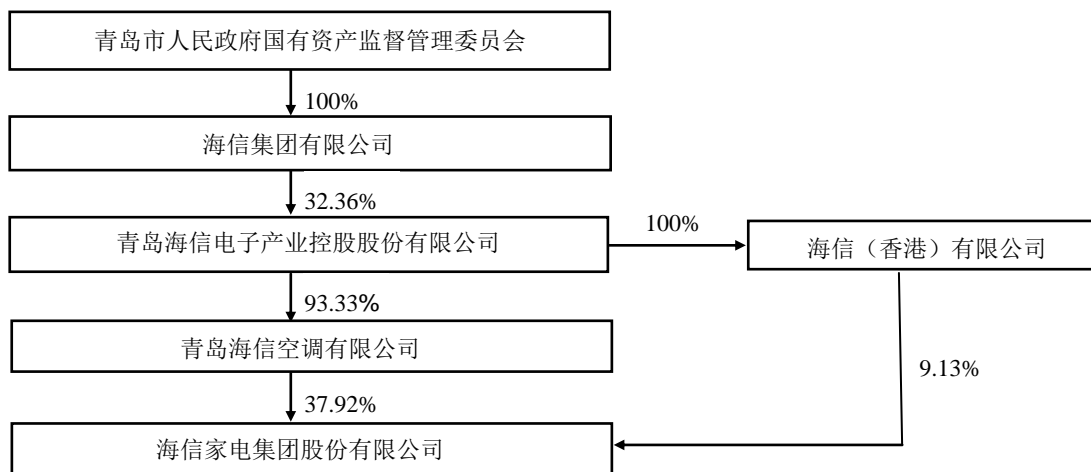 青岛市人民政府国有资产监督管理委员会
100%
海信集团有限公司
32.36%
青岛海信电子产业控股股份有限公司
100%
海信（香港）有限公司
93.33%
青岛海信空调有限公司
9.13%
37.92%
海信家电集团股份有限公司